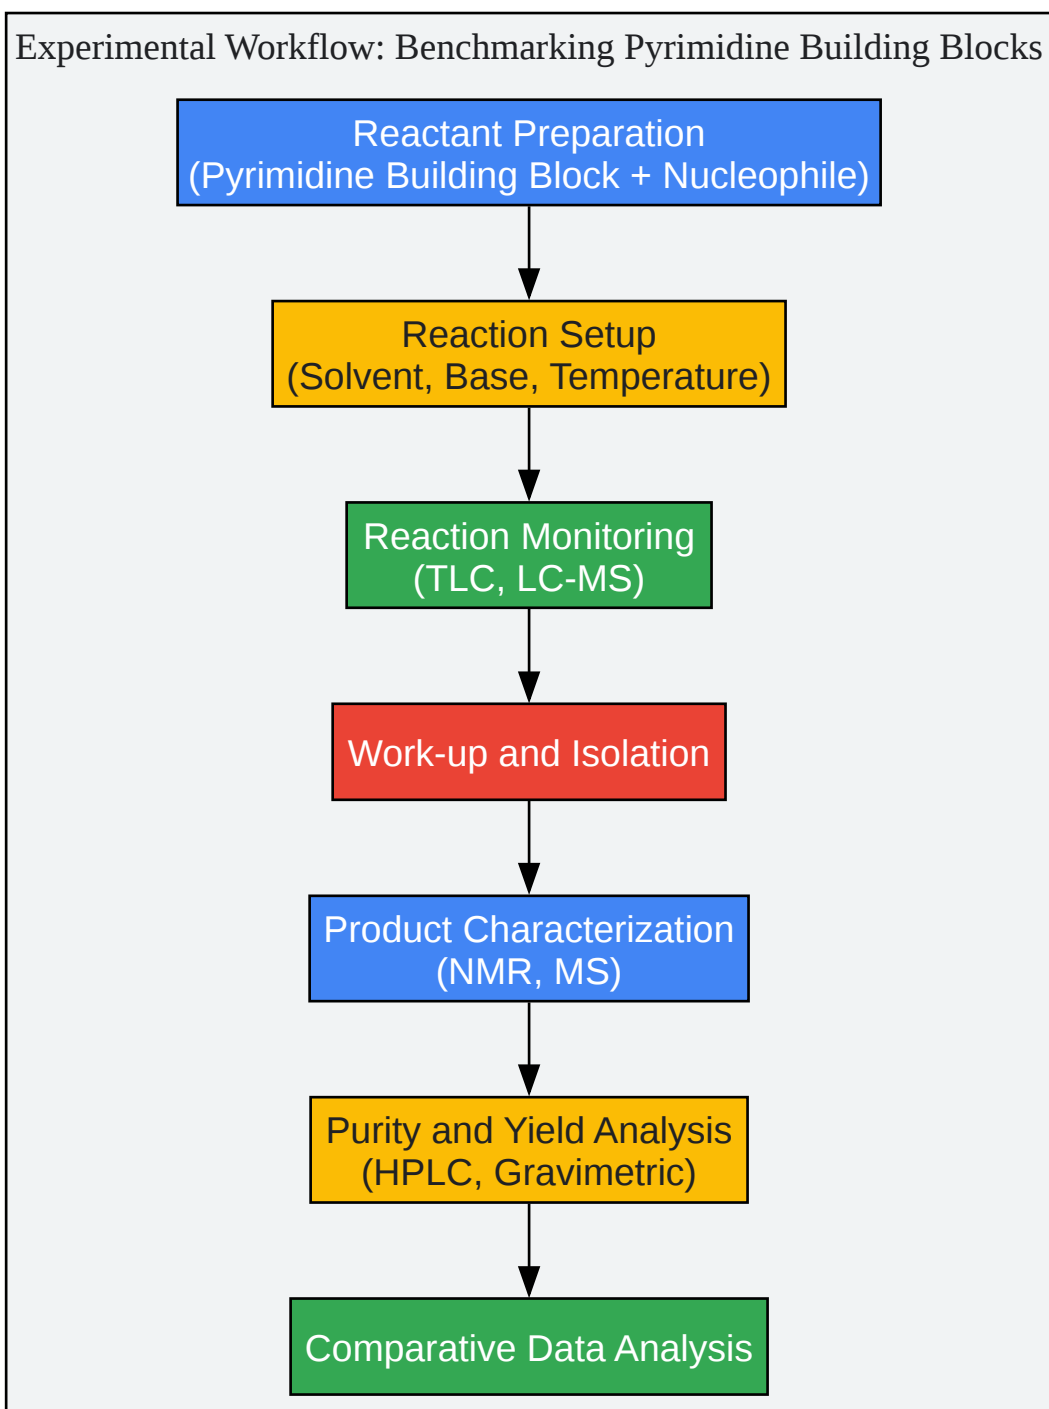 Experimental Workflow: Benchmarking Pyrimidine Building Blocks
Reactant Preparation
(Pyrimidine Building Block + Nucleophile)
Reaction Setup
(Solvent, Base, Temperature)
Reaction Monitoring
(TLC, LC-MS)
Work-up and Isolation
Product Characterization
(NMR, MS)
Purity and Yield Analysis
(HPLC, Gravimetric)
Comparative Data Analysis